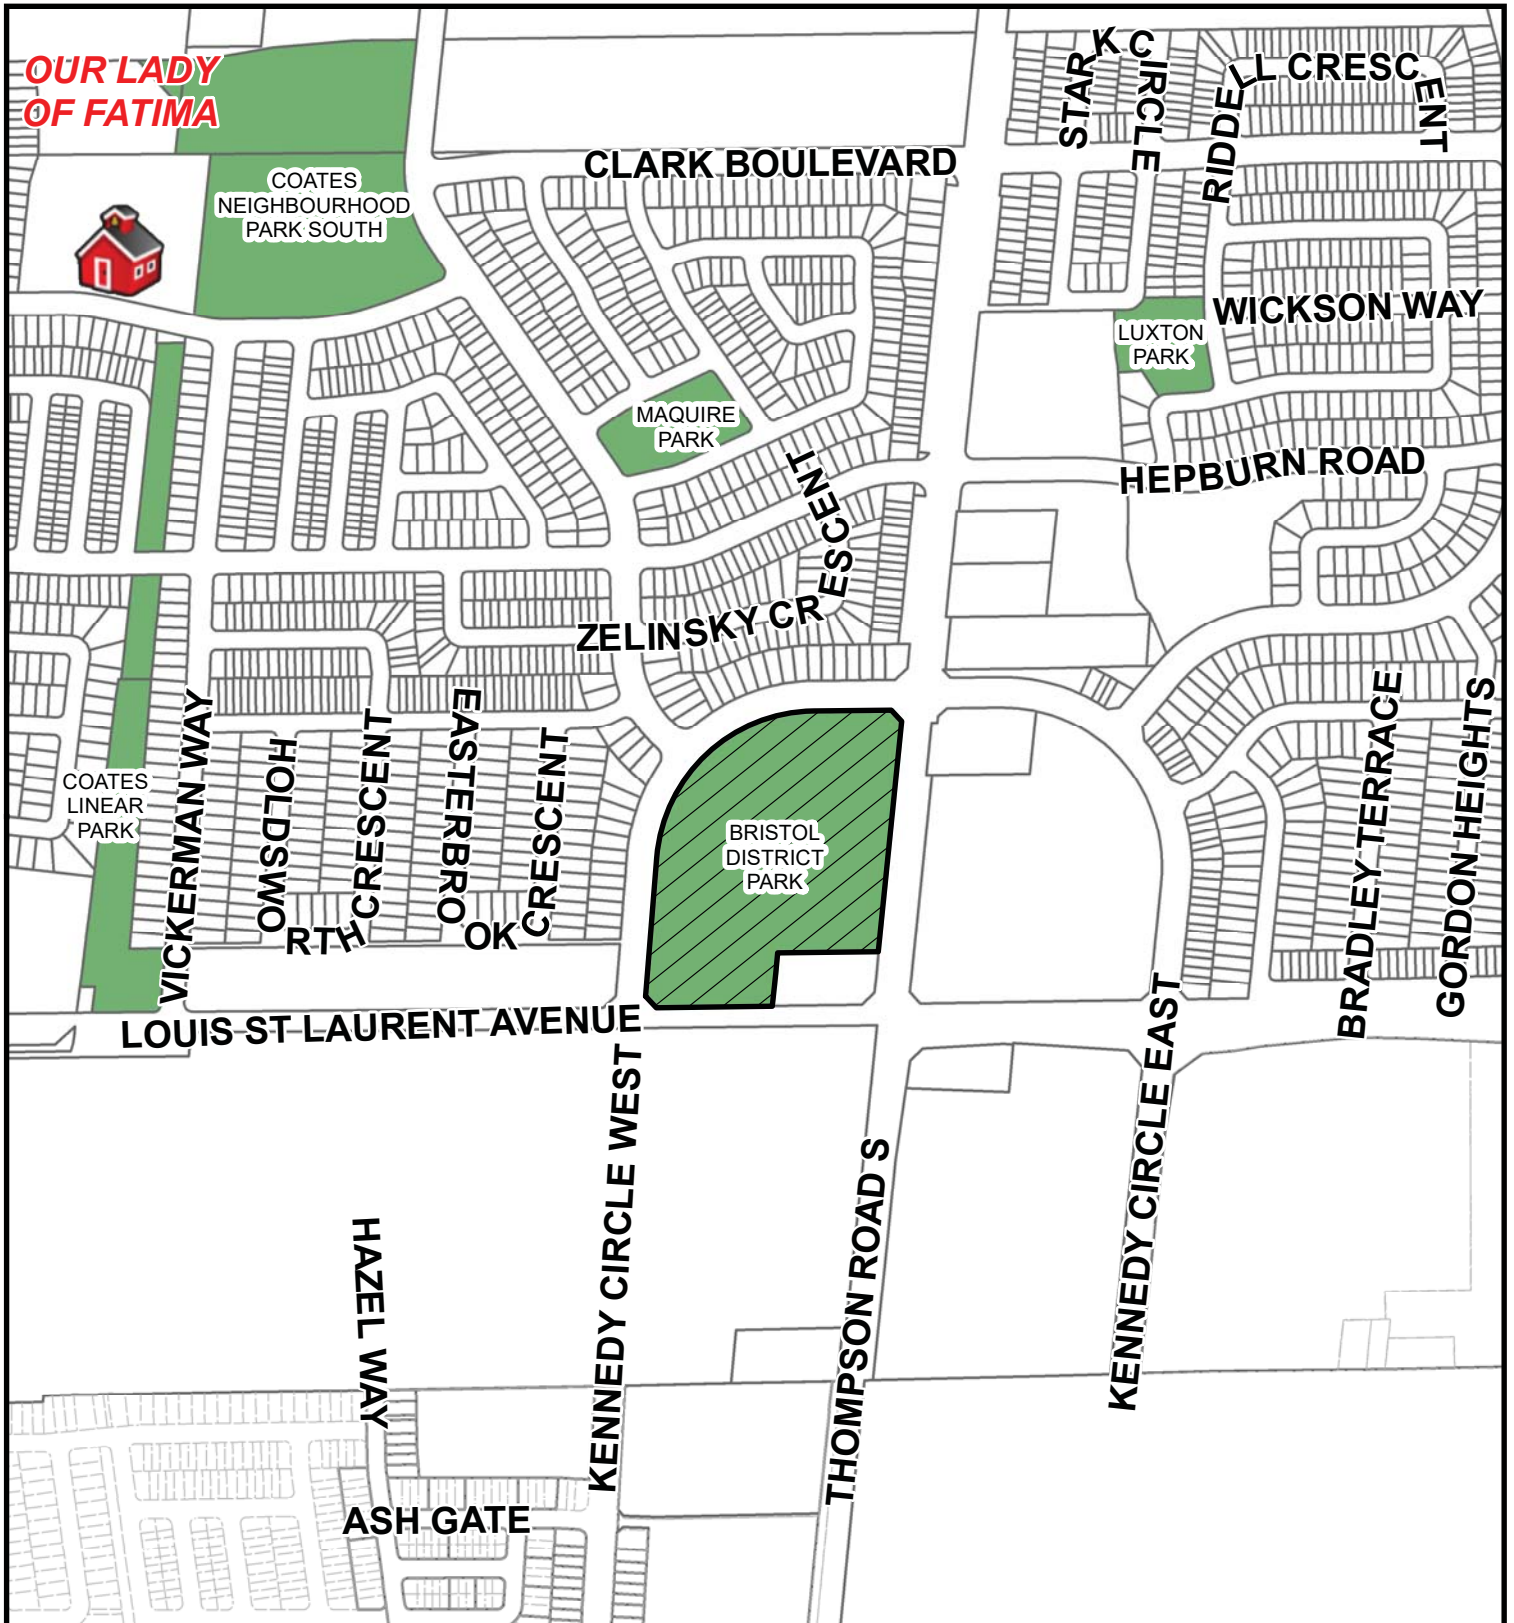 OUR LADY
OF FATIMA
STARK CIRCLE
RIDDELL CRESCENT
CLARK BOULEVARD
COATES
NEIGHBOURHOOD
PARK SOUTH
WICKSON WAY
LUXTON
PARK
MAQUIRE
PARK
HEPBURN ROAD
ZELINSKY CRESCENT
VICKERMAN WAY
HOLDSWORTH CRESCENT
EASTERBROOK CRESCENT
BRADLEY TERRACE
GORDON HEIGHTS
COATES
LINEAR
PARK
BRISTOL
DISTRICT
PARK
LOUIS ST LAURENT AVENUE
KENNEDY CIRCLE WEST
THOMPSON ROAD S
KENNEDY CIRCLE EAST
HAZEL WAY
ASH GATE